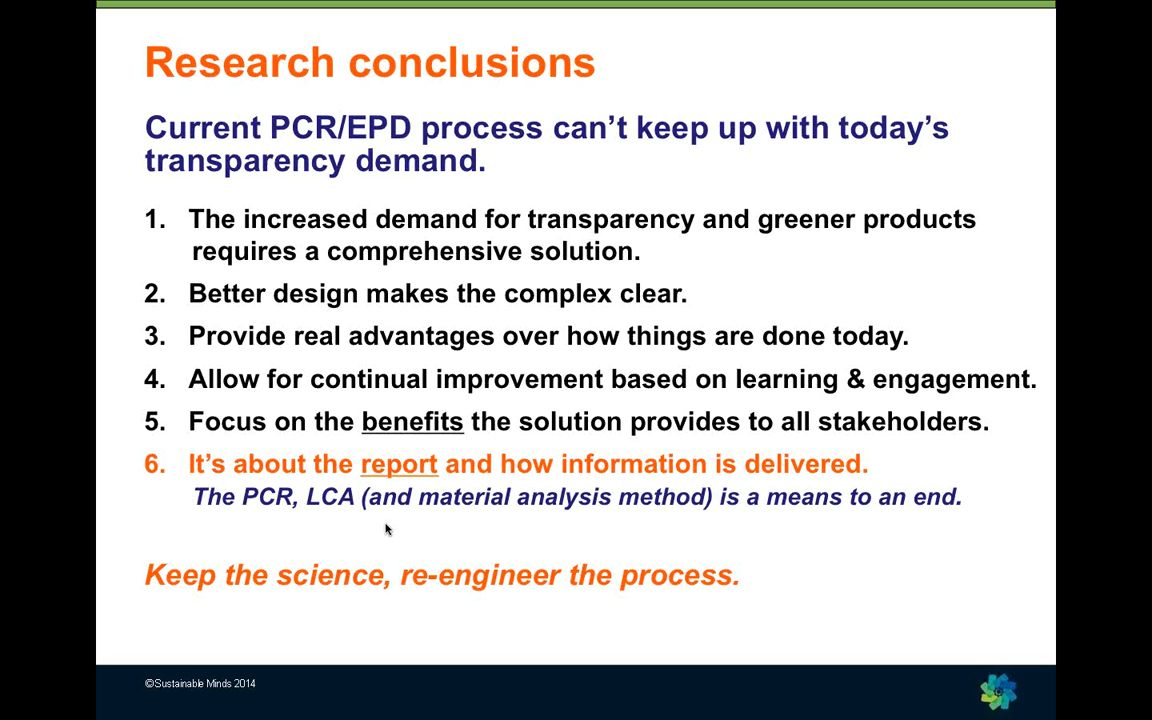 Research conclusions
Current PCR/EPD process can’t keep up with today’s
transparency demand.
1. The increased demand for transparency and greener products
requires a comprehensive solution.
2. Better design makes the complex clear.
3. Provide real advantages over how things are done today.
4. Allow for continual improvement based on learning & engagement.
5. Focus on the benefits the solution provides to all stakeholders.
6. It’s about the report and how information is delivered.
The PCR, LCA (and material analysis method) is a means to an end.
Keep the science, re-engineer the process.
©Sustainable Minds 2014